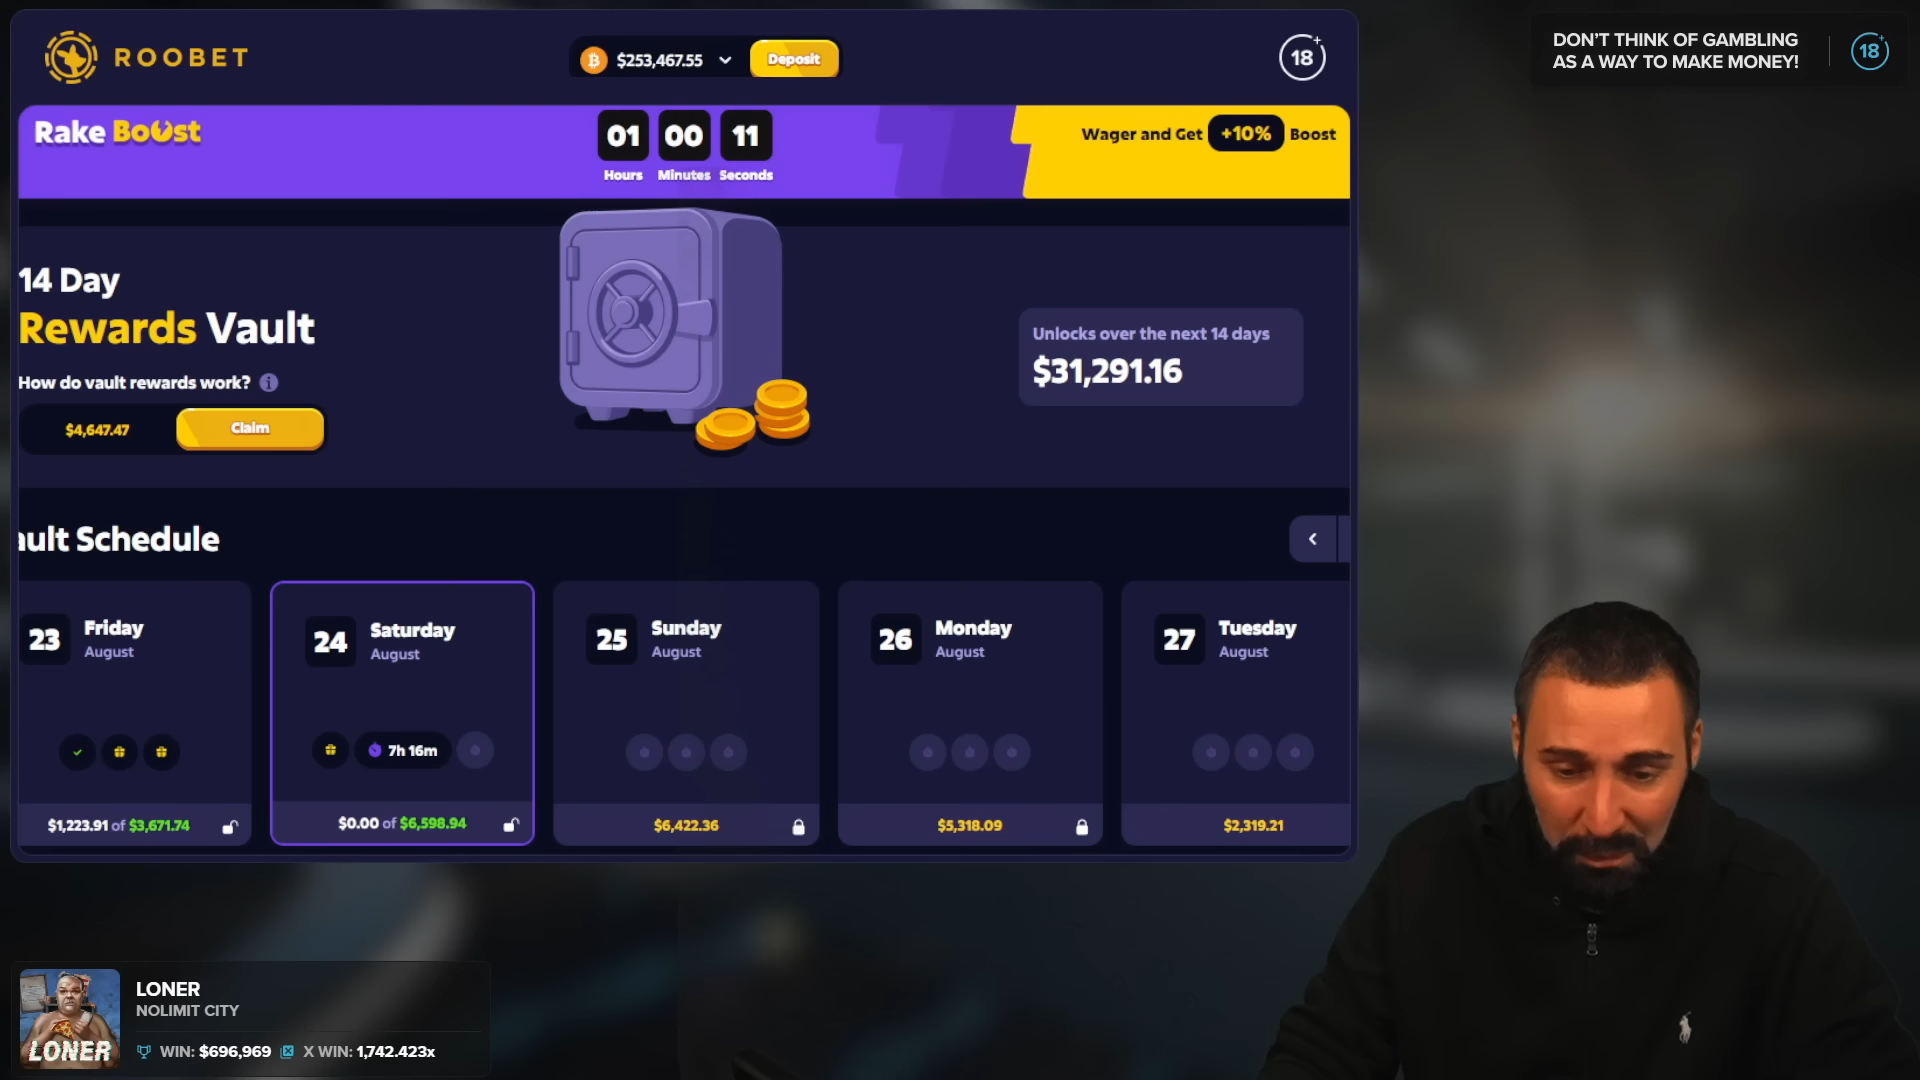 ROOBET
$253,467.55
Deposit
18+
DON'T THINK OF GAMBLING
AS A WAY TO MAKE MONEY!
18+
Rake Boost
01 00 11
Hours Minutes Seconds
Wager and Get +10% Boost
14 Day
Rewards Vault
How do vault rewards work?
$4,647.47
Claim
Unlocks over the next 14 days
$31,291.16
ault Schedule
23 Friday
August
$1,223.91 of $3,671.74
24 Saturday
August
7h 16m
$0.00 of $6,598.94
25 Sunday
August
$6,422.36
26 Monday
August
$5,318.09
27 Tuesday
August
$2,319.21
LONER
LONER
NOLIMIT CITY
WIN: $696,969 X WIN: 1,742.423x